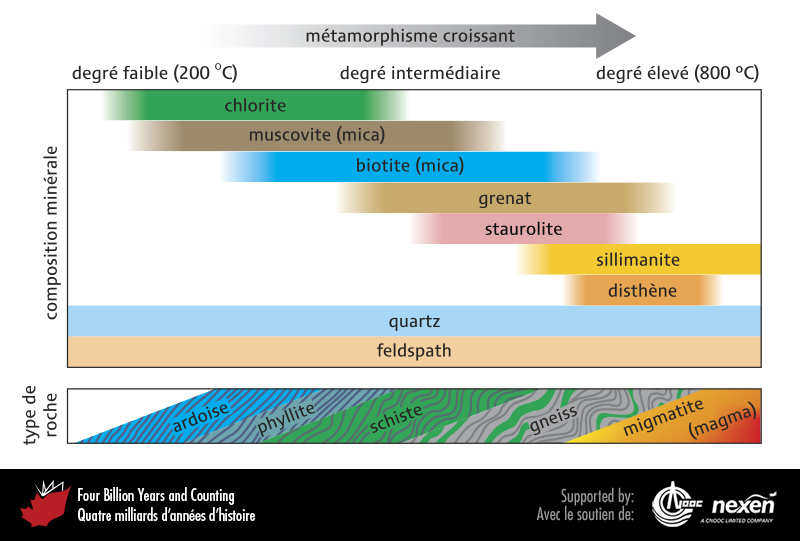 métamorphisme croissant
degré faible (200 °C)
degré intermédiaire
degré élevé (800 ºC)
composition minérale
chlorite
muscovite (mica)
biotite (mica)
grenat
staurolite
sillimanite
disthène
quartz
feldspath
type de
roche
ardoise
phyllite
schiste
gneiss
migmatite
(magma)
Four Billion Years and Counting
Quatre milliards d'années d'histoire
Supported by:
Avec le soutien de:
CNOOC
nexen
A CNOOC LIMITED COMPANY